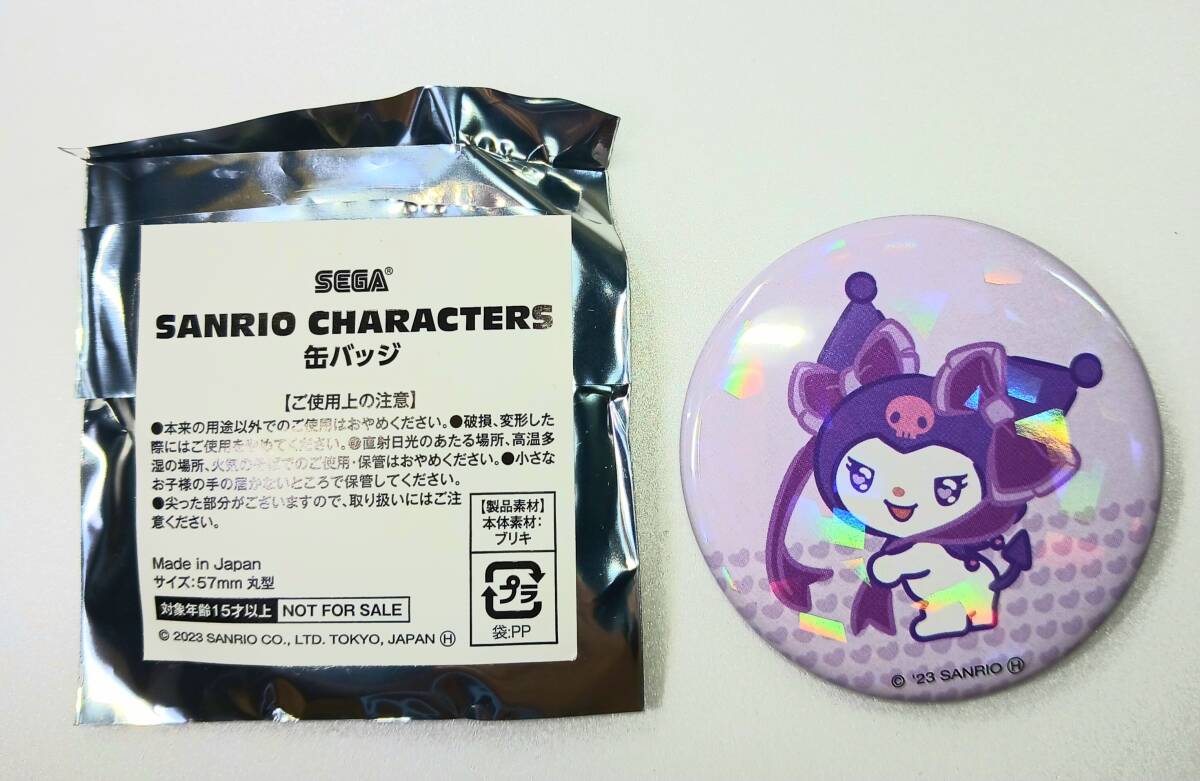 SEGA®
SANRIO CHARACTERS
缶バッジ
【ご使用上の注意】
●本来の用途以外でのご使用はおやめください。●破損、変形した
際にはご使用をやめてください。●直射日光のあたる場所、高温多
湿の場所、火気のそばでのご使用・保管はおやめください。●小さな
お子様の手の届かないところで保管してください。
●尖った部分がございますので、取り扱いにはご注
意ください。
【製品素材】
本体素材:
ブリキ
プラ
袋:PP
Made in Japan
サイズ:57mm 丸型
対象年齢15才以上 NOT FOR SALE
© 2023 SANRIO CO., LTD. TOKYO, JAPAN Ⓗ
© '23 SANRIO Ⓗ